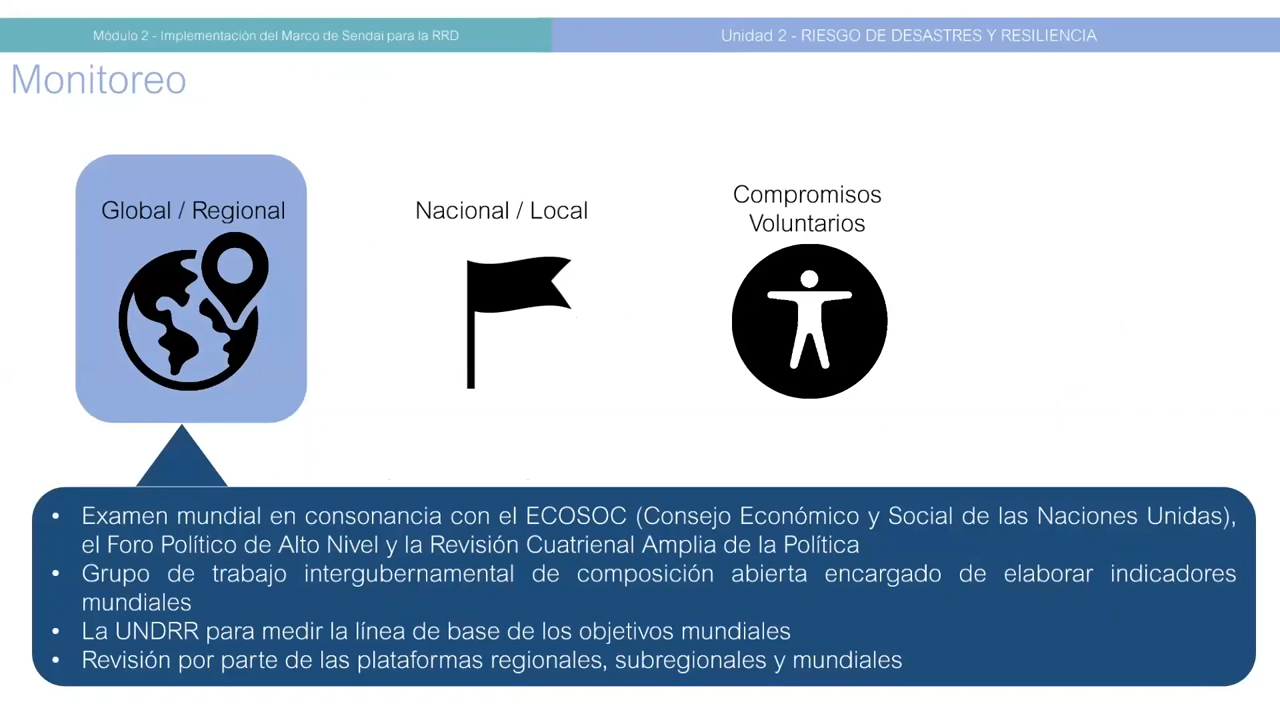 Módulo 2 - Implementación del Marco de Sendai para la RRD
Unidad 2 - RIESGO DE DESASTRES Y RESILIENCIA
Monitoreo
Global / Regional
Nacional / Local
Compromisos
Voluntarios
• Examen mundial en consonancia con el ECOSOC (Consejo Económico y Social de las Naciones Unidas),
el Foro Político de Alto Nivel y la Revisión Cuatrienal Amplia de la Política
• Grupo de trabajo intergubernamental de composición abierta encargado de elaborar indicadores
mundiales
• La UNDRR para medir la línea de base de los objetivos mundiales
• Revisión por parte de las plataformas regionales, subregionales y mundiales